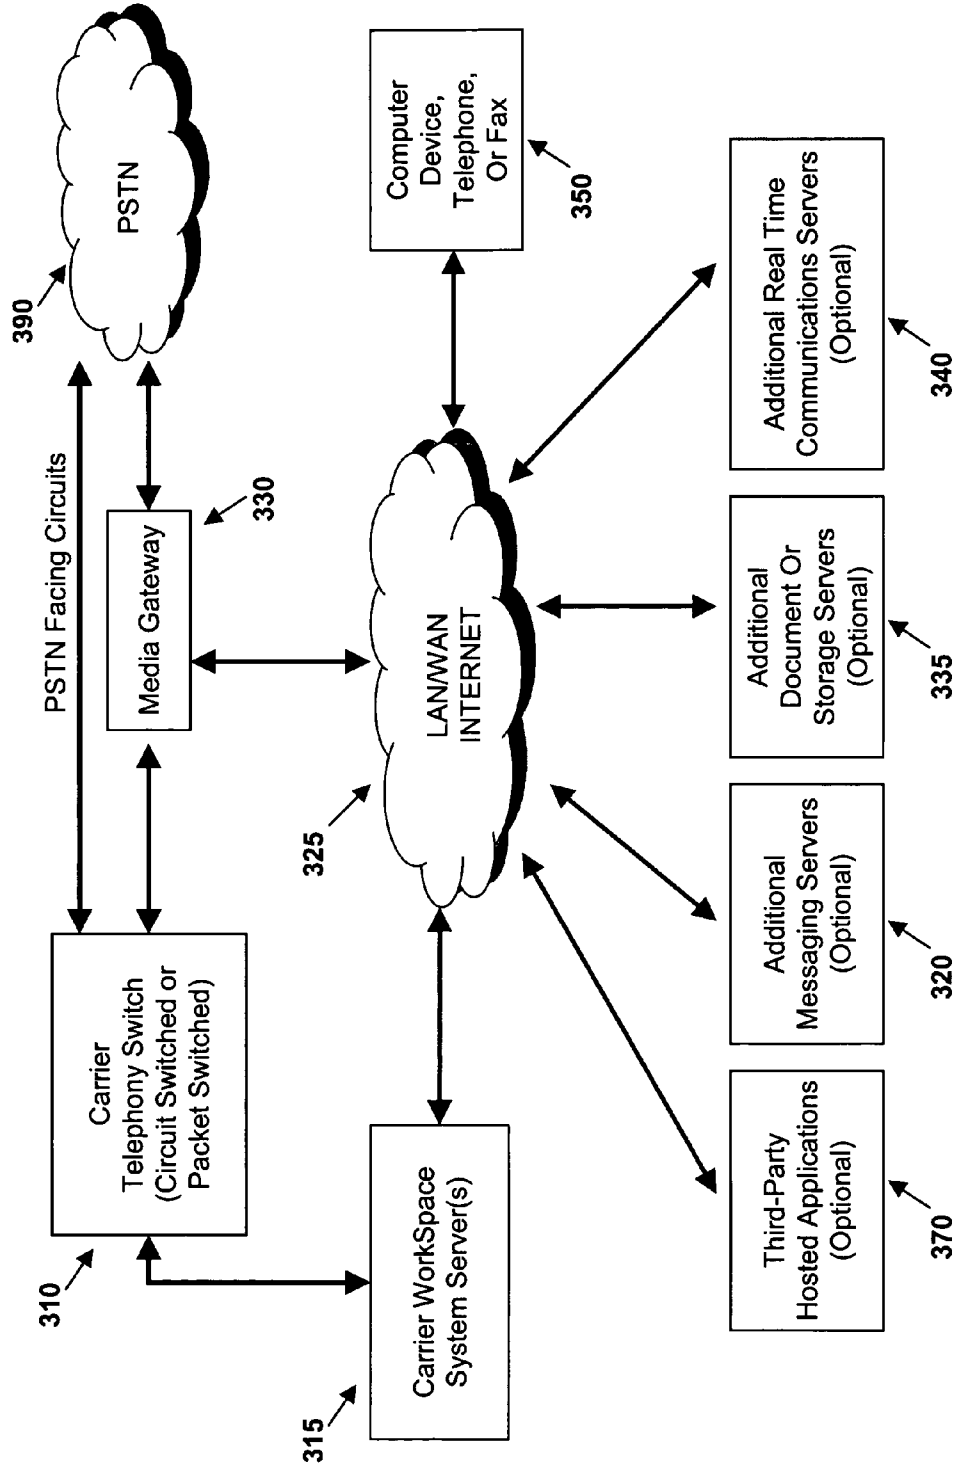 310
Carrier
Telephony Switch
(Circuit Switched or
Packet Switched)
PSTN Facing Circuits
390
PSTN
Media Gateway
330
315
Carrier WorkSpace
System Server(s)
325
LAN/WAN
INTERNET
Computer
Device,
Telephone,
Or Fax
350
Third-Party
Hosted Applications
(Optional)
370
Additional
Messaging Servers
(Optional)
320
Additional
Document Or
Storage Servers
(Optional)
335
Additional Real Time
Communications Servers
(Optional)
340